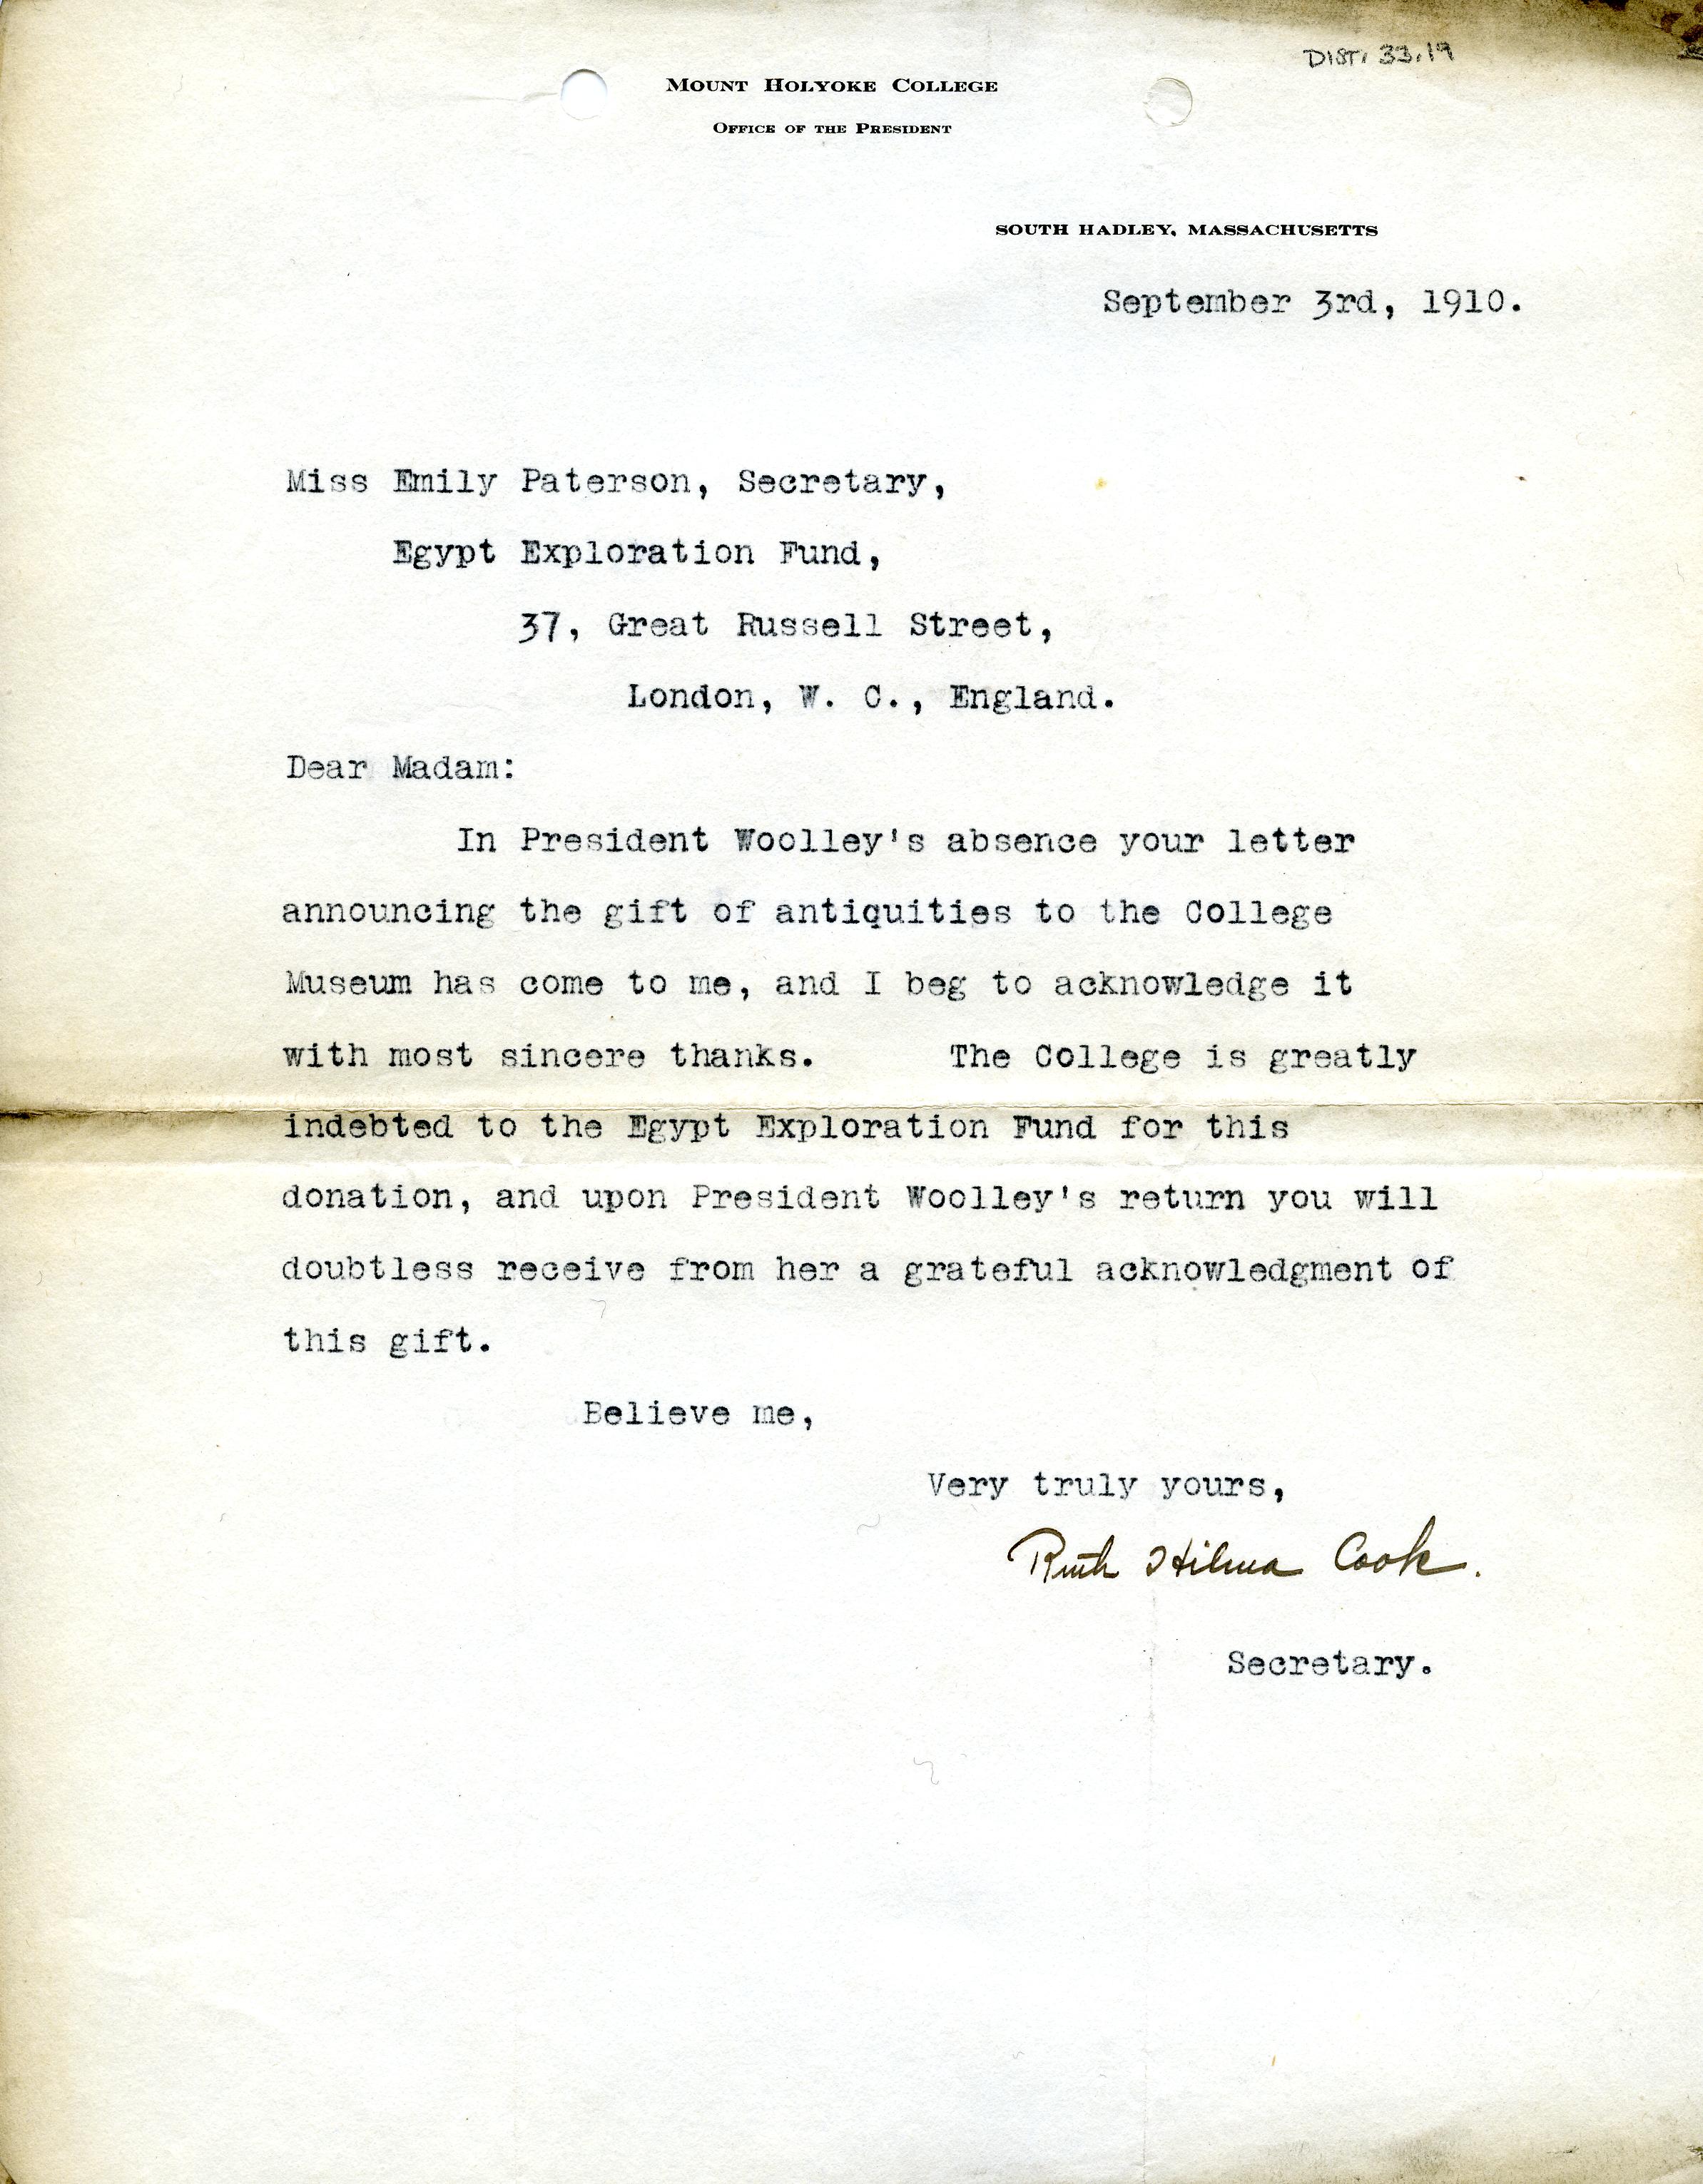 DIST. 33.19
MOUNT HOLYOKE COLLEGE
OFFICE OF THE PRESIDENT
SOUTH HADLEY, MASSACHUSETTS
September 3rd, 1910.
Miss Emily Paterson, Secretary,
Egypt Exploration Fund,
37, Great Russell Street,
London, W. C., England.
Dear Madam:
In President Woolley's absence your letter
announcing the gift of antiquities to the College
Museum has come to me, and I beg to acknowledge it
with most sincere thanks. The College is greatly
indebted to the Egypt Exploration Fund for this
donation, and upon President Woolley's return you will
doubtless receive from her a grateful acknowledgment of
this gift.
Believe me,
Very truly yours,
Ruth Hilma Cook.
Secretary.